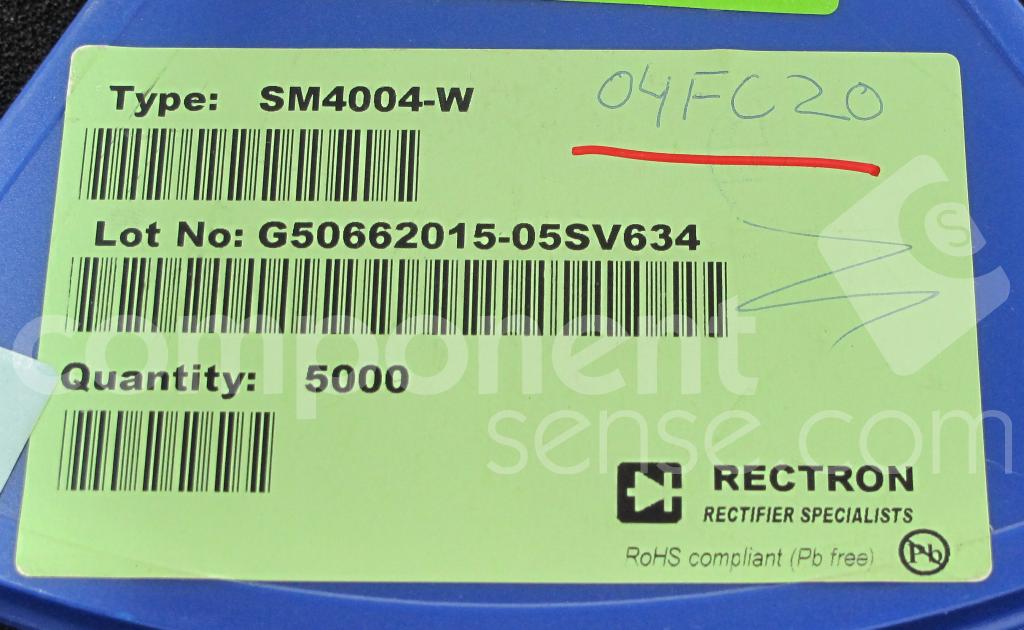 Type: SM4004-W
04FC20
Lot No: G50662015-05SV634
Quantity: 5000
component
sense.com
RECTRON
RECTIFIER SPECIALISTS
RoHS compliant (Pb free)
Pb